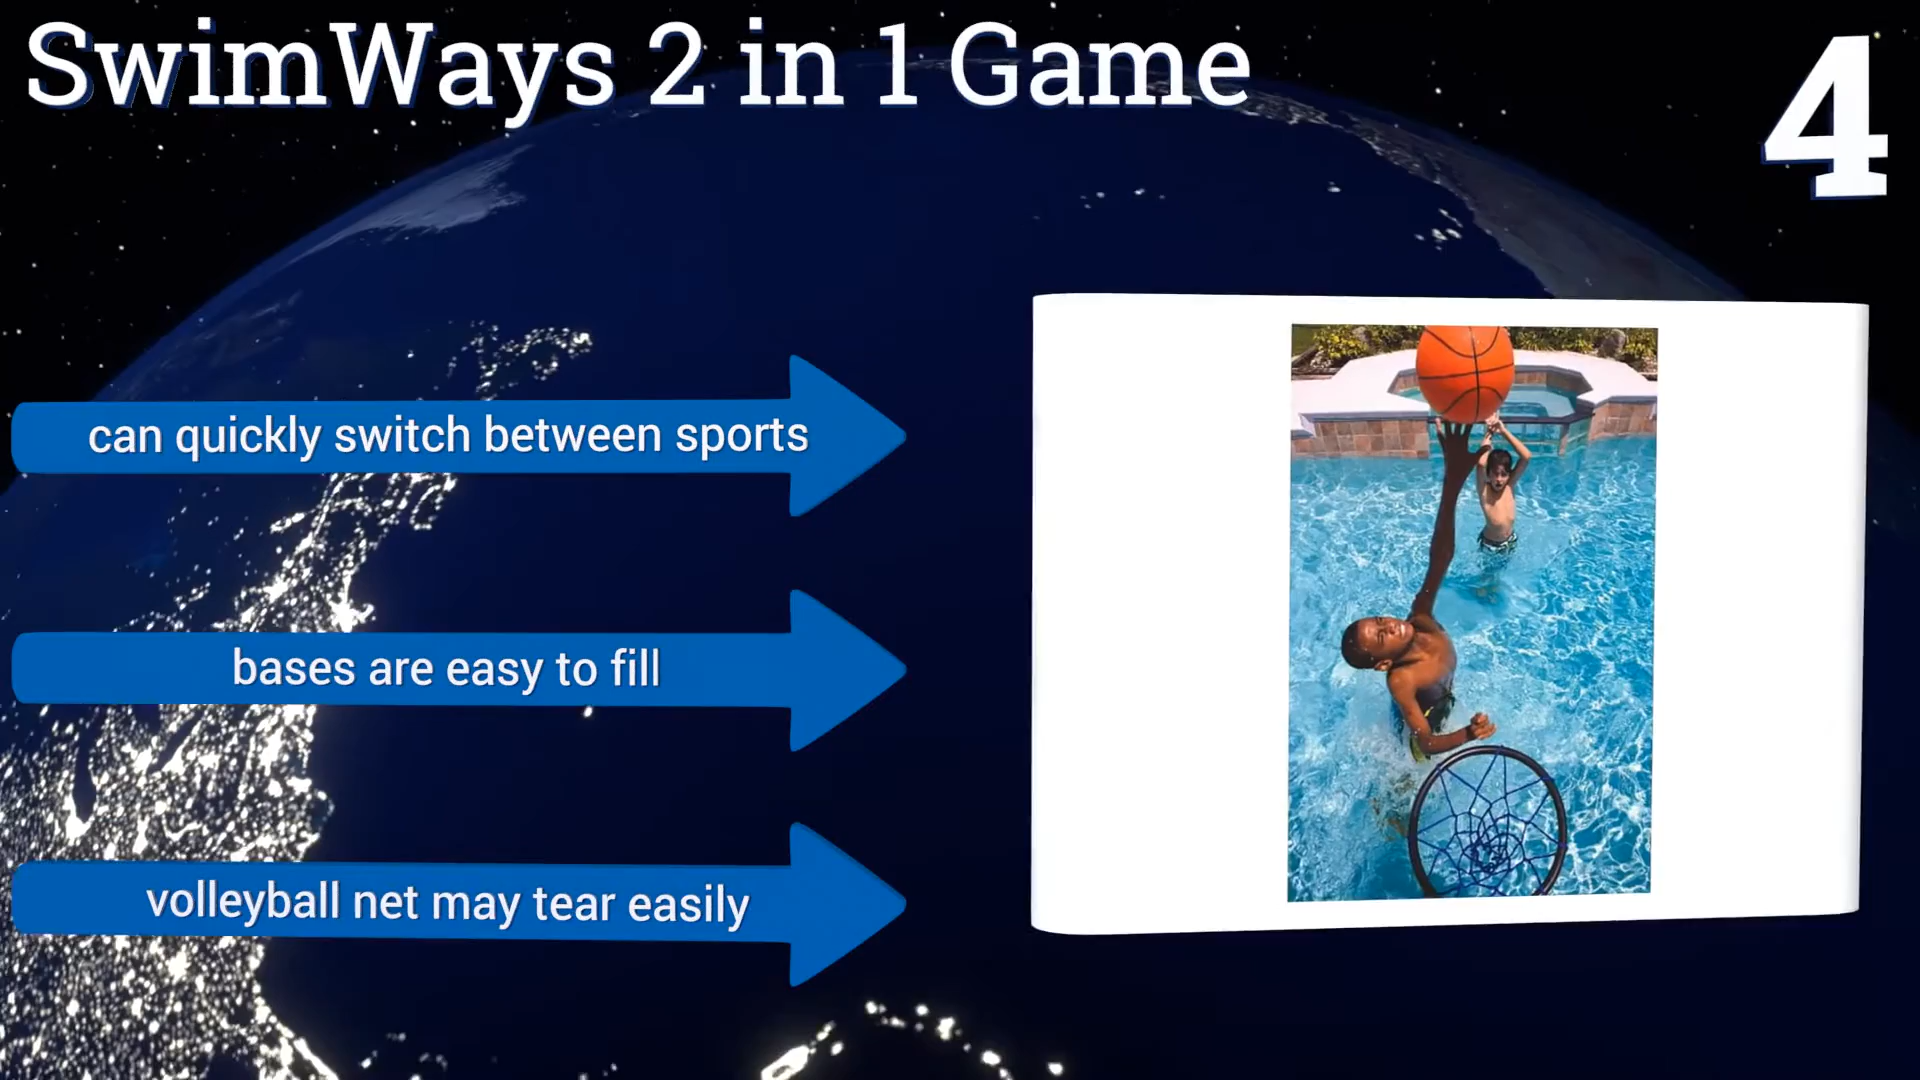 SwimWays 2 in 1 Game
4
can quickly switch between sports
bases are easy to fill
volleyball net may tear easily